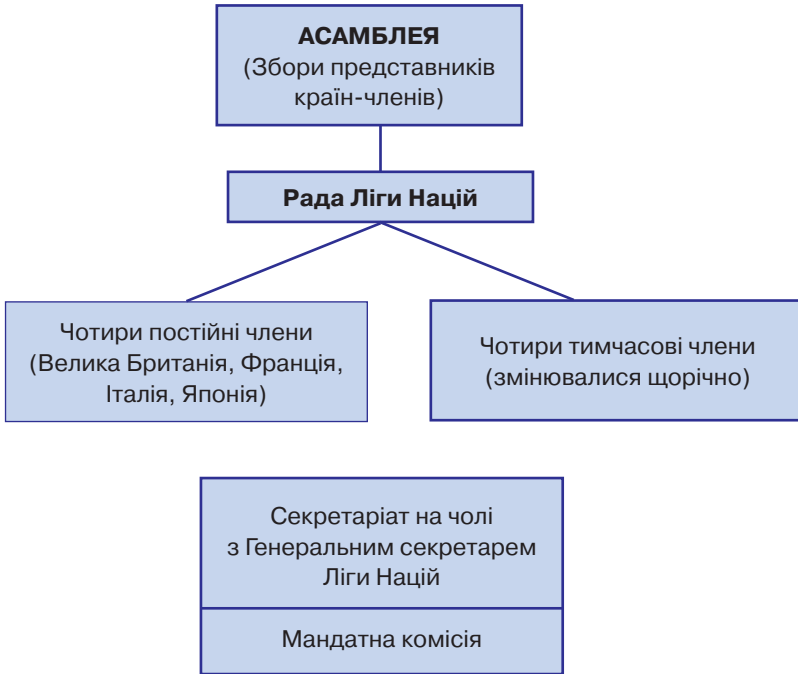 АСАМБЛЕЯ
(Збори представників
країн-членів)
Рада Ліги Націй
Чотири постійні члени
(Велика Британія, Франція,
Італія, Японія)
Чотири тимчасові члени
(змінювалися щорічно)
Секретаріат на чолі
з Генеральним секретарем
Ліги Націй
Мандатна комісія